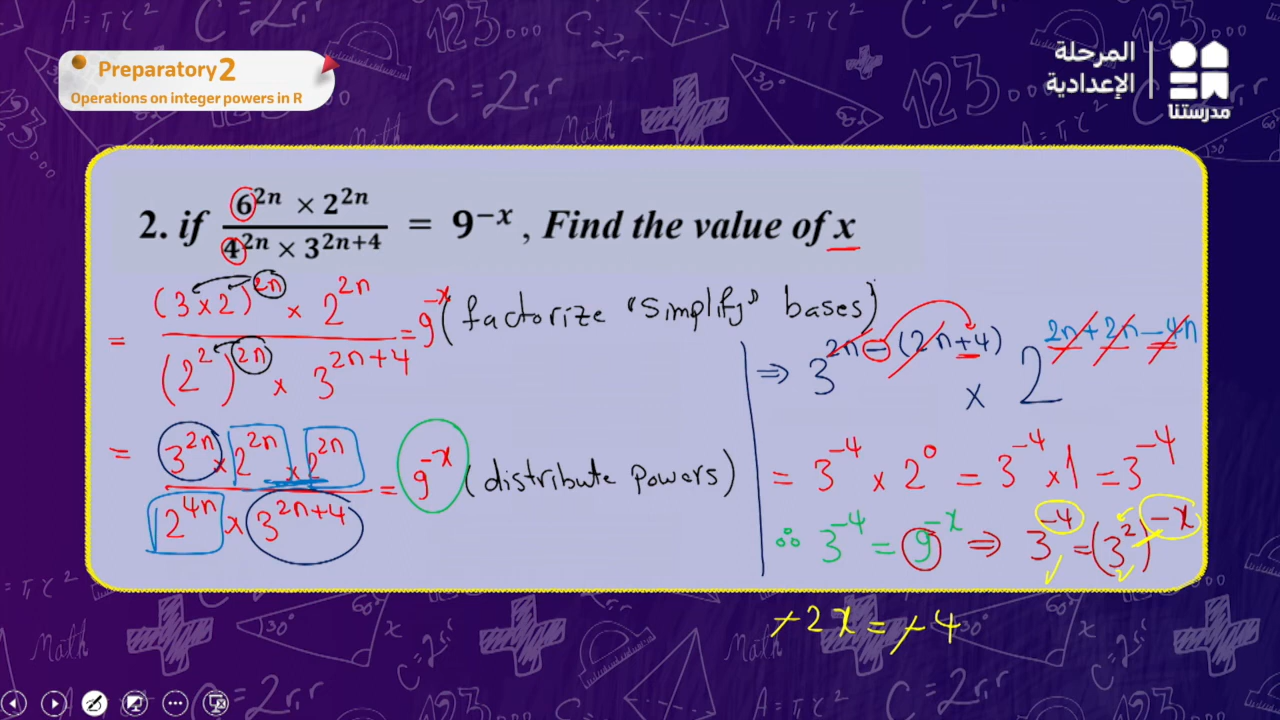 Preparatory 2
Operations on integer powers in R
المرحلة
الإعدادية
مدرستنا
2. if 6^{2n} × 2^{2n} / 4^{2n} × 3^{2n+4} = 9^{-x} , Find the value of x
= (3×2)^{2n} × 2^{2n} / (2^2)^{2n} × 3^{2n+4} = 9^{-x} (factorize "simplify" bases)
= 3^{2n} × 2^{2n} × 2^{2n} / 2^{4n} × 3^{2n+4} = 9^{-x} (distribute powers)
⇒ 3^{2n-(2n+4)} × 2^{2n+2n-4n}
= 3^{-4} × 2^0 = 3^{-4} × 1 = 3^{-4}
∴ 3^{-4} = 9^{-x} ⇒ 3^{-4} = (3^2)^{-x}
-2x = -4